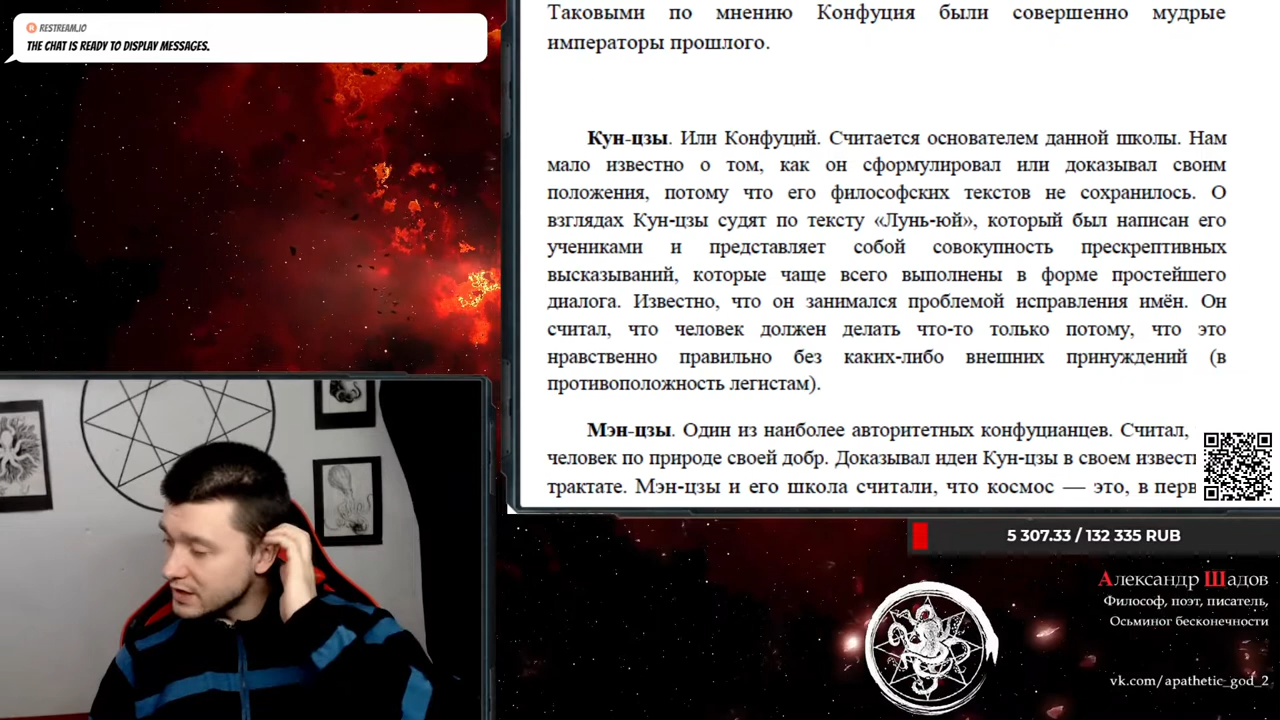 RESTREAM.IO
THE CHAT IS READY TO DISPLAY MESSAGES.
Таковыми по мнению Конфуция были совершенно мудрые
императоры прошлого.
Кун-цзы. Или Конфуций. Считается основателем данной школы. Нам
мало известно о том, как он сформулировал или доказывал своим
положения, потому что его философских текстов не сохранилось. О
взглядах Кун-цзы судят по тексту «Лунь-юй», который был написан его
учениками и представляет собой совокупность прескрептивных
высказываний, которые чаще всего выполнены в форме простейшего
диалога. Известно, что он занимался проблемой исправления имён. Он
считал, что человек должен делать что-то только потому, что это
нравственно правильно без каких-либо внешних принуждений (в
противоположность легистам).
Мэн-цзы. Один из наиболее авторитетных конфуцианцев. Считал,
человек по природе своей добр. Доказывал идеи Кун-цзы в своем извест
трактате. Мэн-цзы и его школа считали, что космос — это, в перв
5 307.33 / 132 335 RUB
Александр Шадов
Философ, поэт, писатель,
Осьминог бесконечности
vk.com/apathetic_god_2